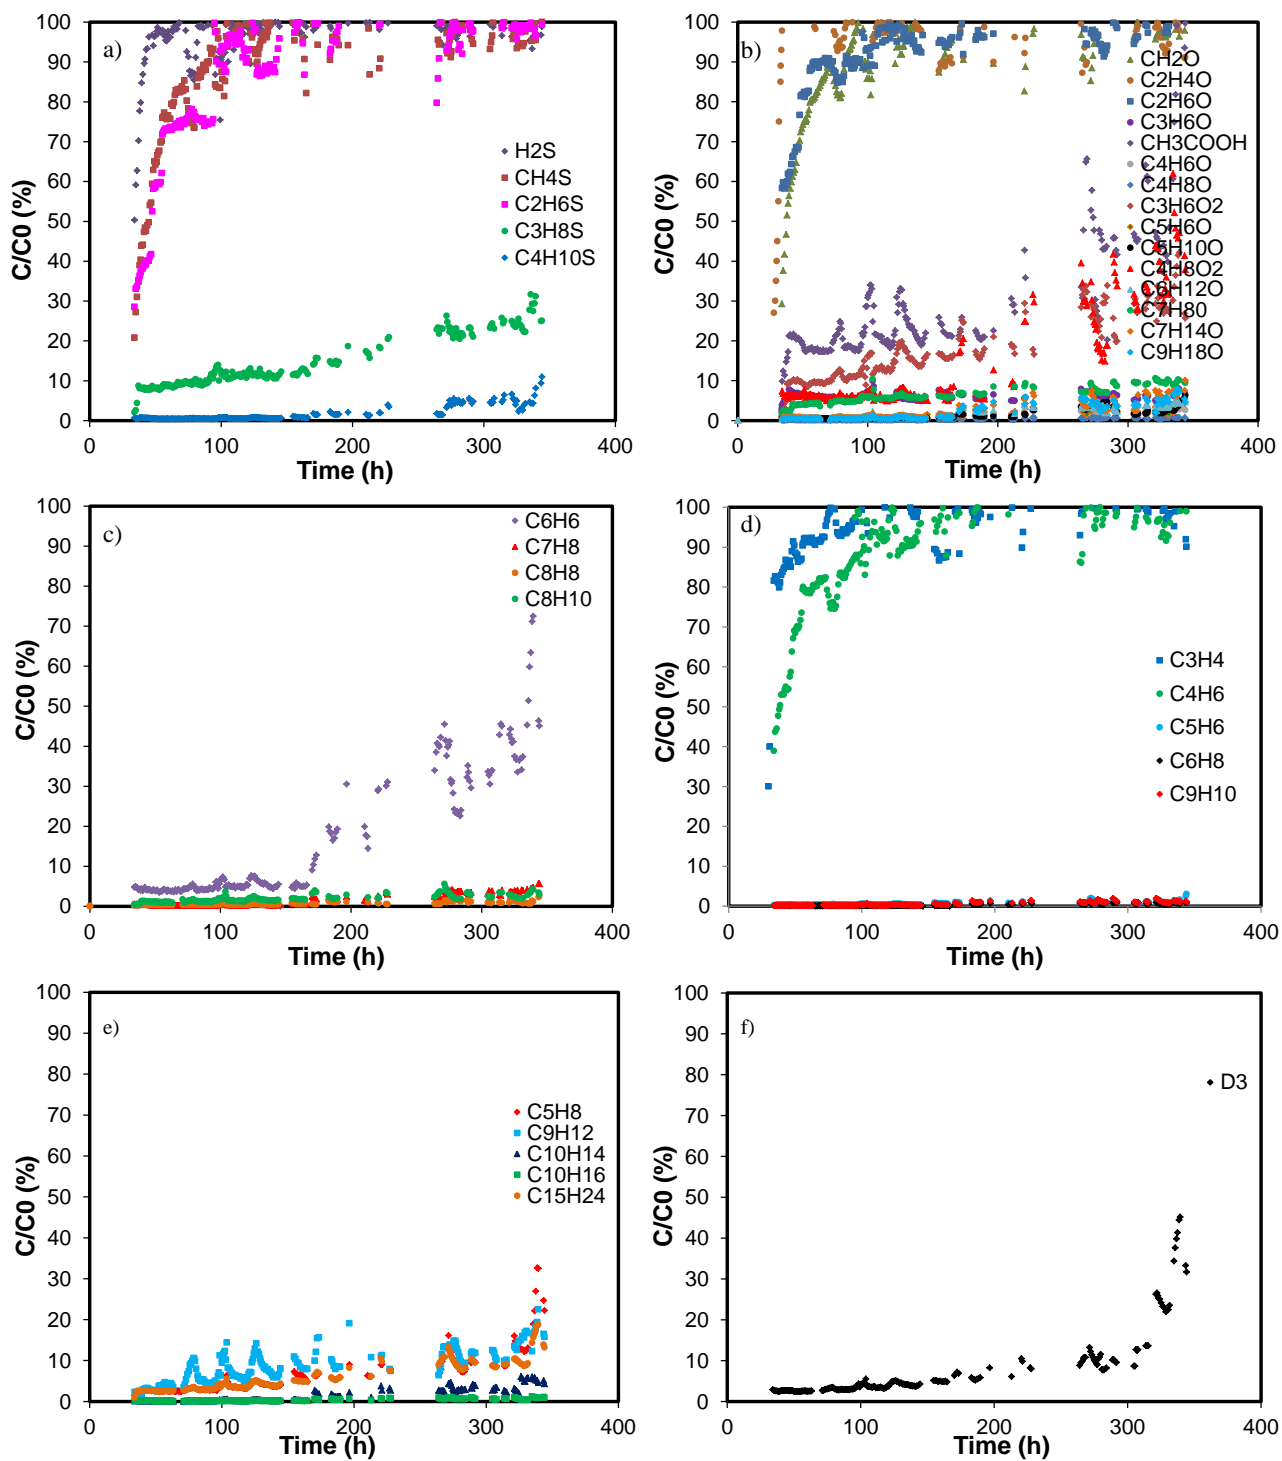 a)
100
90
80
70
60
50
40
30
20
10
0
C/C0 (%)
0
100
200
300
400
Time (h)
H2S
CH4S
C2H6S
C3H8S
C4H10S
b)
100
90
80
70
60
50
40
30
20
10
0
C/C0 (%)
0
100
200
300
400
Time (h)
CH2O
C2H4O
C2H6O
C3H6O
CH3COOH
C4H6O
C4H8O
C3H6O2
C5H6O
C5H10O
C4H8O2
C6H12O
C7H80
C7H14O
C9H18O
c)
100
90
80
70
60
50
40
30
20
10
0
C/C0 (%)
0
100
200
300
400
Time (h)
C6H6
C7H8
C8H8
C8H10
d)
100
90
80
70
60
50
40
30
20
10
0
C/C0 (%)
0
100
200
300
400
Time (h)
C3H4
C4H6
C5H6
C6H8
C9H10
e)
100
90
80
70
60
50
40
30
20
10
0
C/C0 (%)
0
100
200
300
400
Time (h)
C5H8
C9H12
C10H14
C10H16
C15H24
f)
100
90
80
70
60
50
40
30
20
10
0
C/C0 (%)
0
100
200
300
400
Time (h)
D3